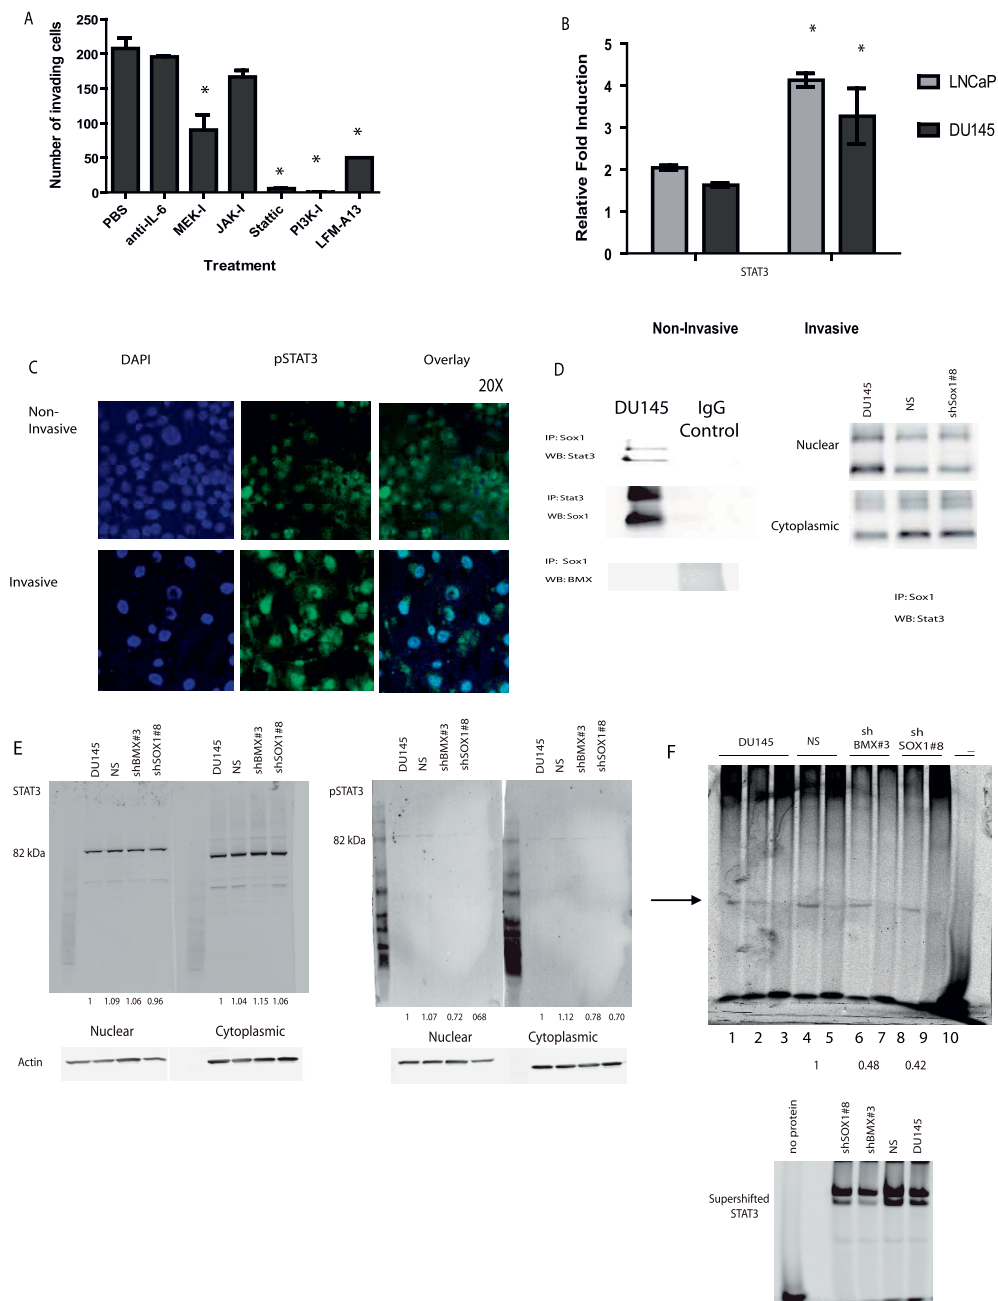 A
Number of invading cells
250
200
150
100
50
0
PBS
anti-IL-6
MEK-I
JAK-I
Stattic
PI3K-I
LFM-A13
* * * *
Treatment
B
Relative Fold Induction
5
4
3
2
1
0
* *
STAT3
LNCaP
DU145
Non-Invasive Invasive
C
DAPI pSTAT3 Overlay
20X
Non-
Invasive
Invasive
D
DU145 IgG
Control
IP: Sox1
WB: Stat3
IP: Stat3
WB: Sox1
IP: Sox1
WB: BMX
DU145 NS shSox1#8
Nuclear
Cytoplasmic
IP: Sox1
WB: Stat3
E
DU145 NS shBMX#3 shSOX1#8 DU145 NS shBMX#3 shSOX1#8
STAT3
82 kDa
1 1.09 1.06 0.96 1 1.04 1.15 1.06
Nuclear Cytoplasmic
Actin
DU145 NS shBMX#3 shSOX1#8 DU145 NS shBMX#3 shSOX1#8
pSTAT3
82 kDa
1 1.07 0.72 068 1 1.12 0.78 0.70
Nuclear Cytoplasmic
F
DU145 NS sh
BMX#3 sh
SOX1#8 _
1 2 3 4 5 6 7 8 9 10
1 0.48 0.42
no protein shSOX1#8 shBMX#3 NS DU145
Supershifted
STAT3